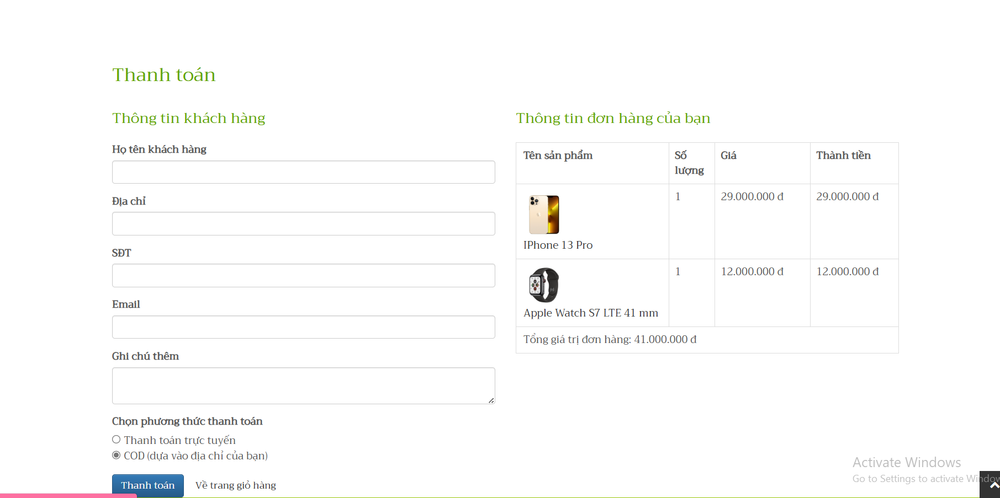 Thanh toán
Thông tin khách hàng
Họ tên khách hàng
Địa chỉ
SĐT
Email
Ghi chú thêm
Chọn phương thức thanh toán
Thanh toán trực tuyến
COD (dựa vào địa chỉ của bạn)
Thanh toán Về trang giỏ hàng
Thông tin đơn hàng của bạn
Tên sản phẩm Số lượng Giá Thành tiền
1 29.000.000 đ 29.000.000 đ
IPhone 13 Pro
1 12.000.000 đ 12.000.000 đ
Apple Watch S7 LTE 41 mm
Tổng giá trị đơn hàng: 41.000.000 đ
Activate Windows
Go to Settings to activate Window